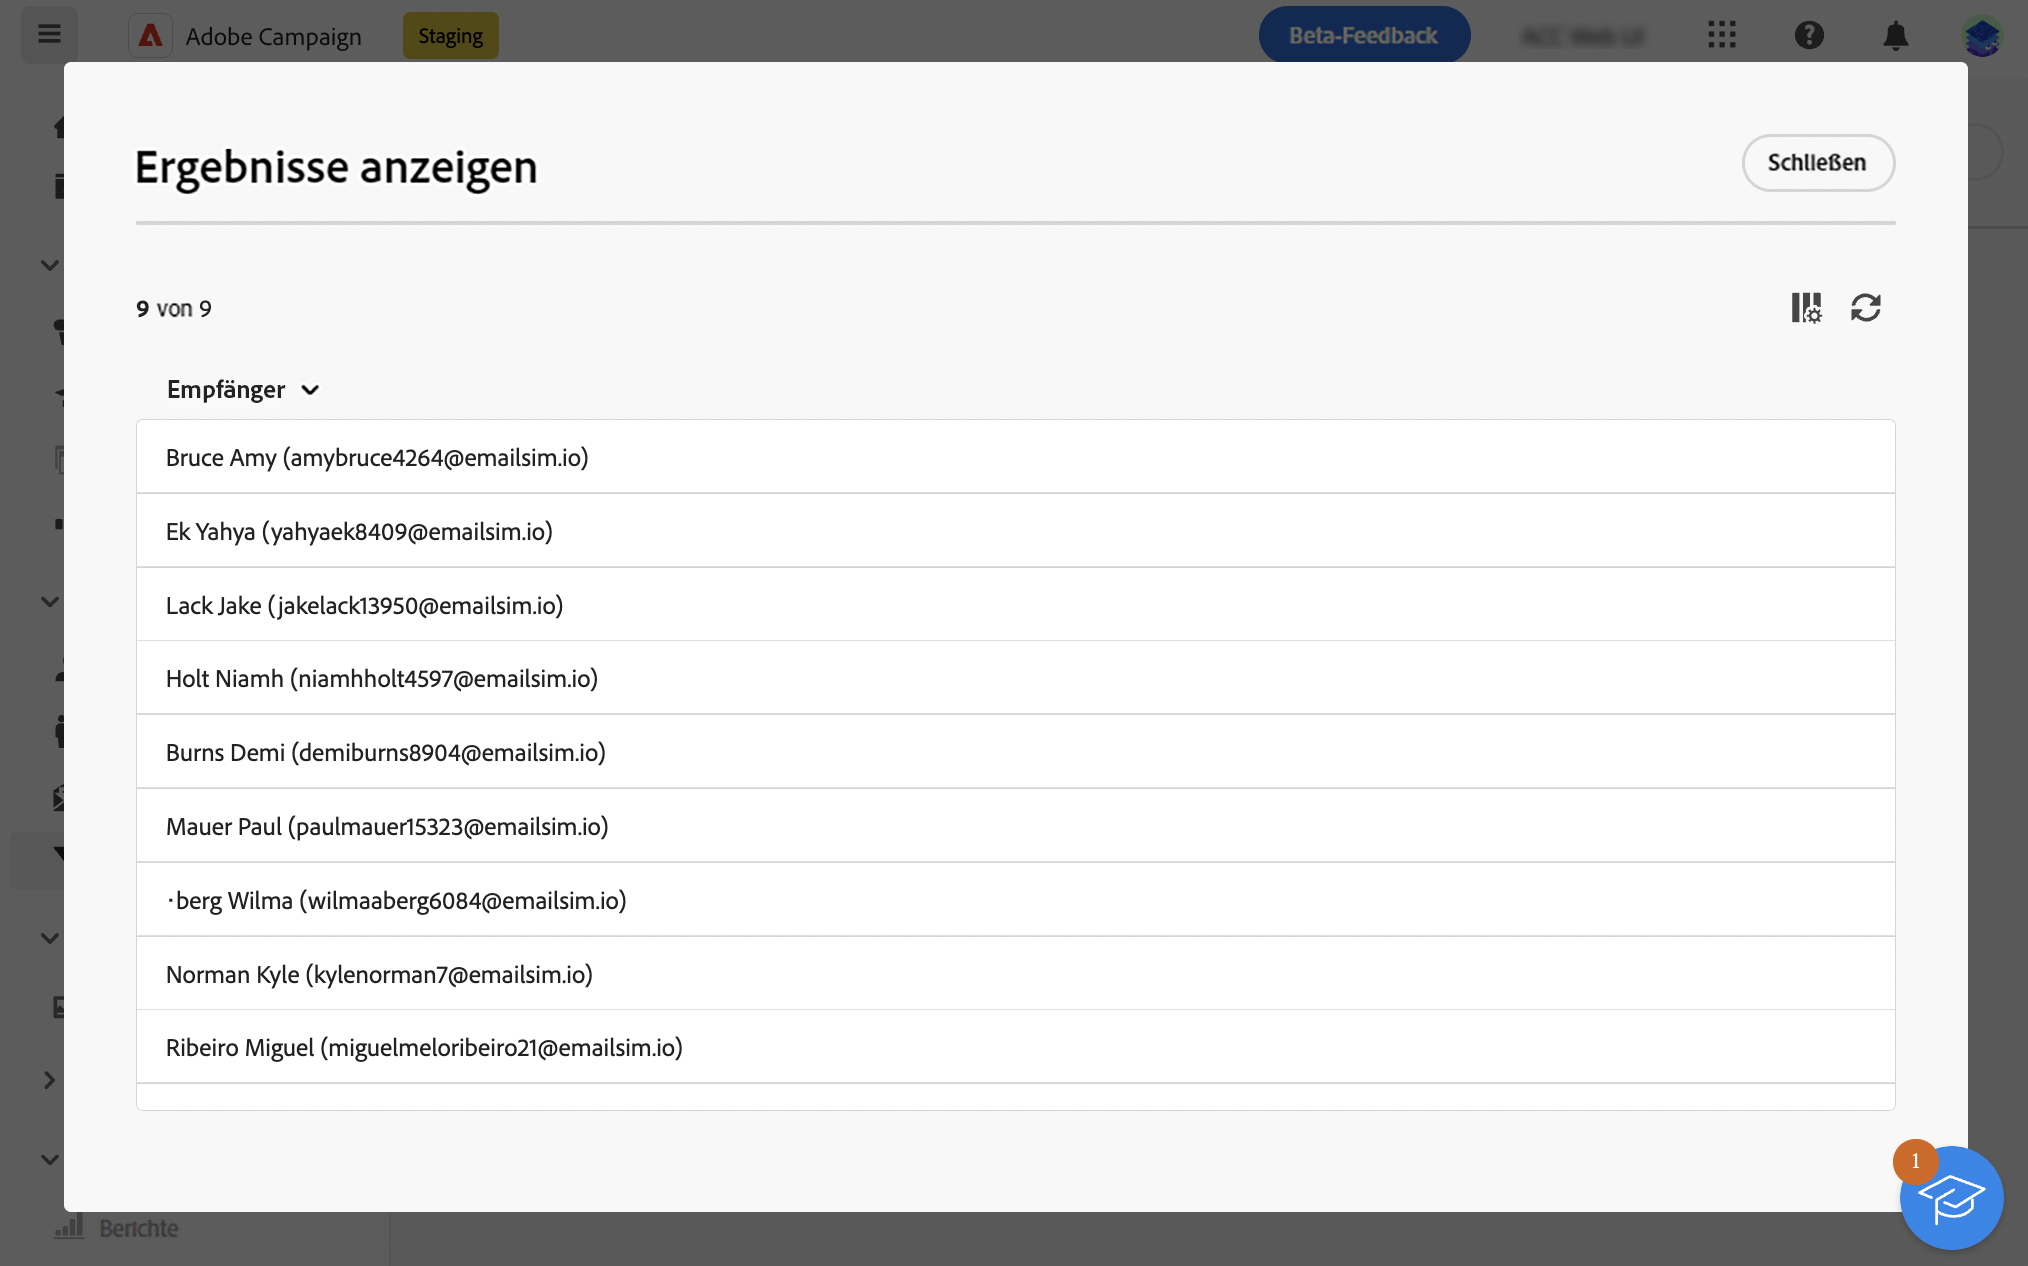 Adobe Campaign
Staging
Beta-Feedback
Ergebnisse anzeigen
Schließen
9 von 9
Empfänger
Bruce Amy (amybruce4264@emailsim.io)
Ek Yahya (yahyaek8409@emailsim.io)
Lack Jake (jakelack13950@emailsim.io)
Holt Niamh (niamhholt4597@emailsim.io)
Burns Demi (demiburns8904@emailsim.io)
Mauer Paul (paulmauer15323@emailsim.io)
·berg Wilma (wilmaaberg6084@emailsim.io)
Norman Kyle (kylenorman7@emailsim.io)
Ribeiro Miguel (miguelmeloribeiro21@emailsim.io)
1
Berichte